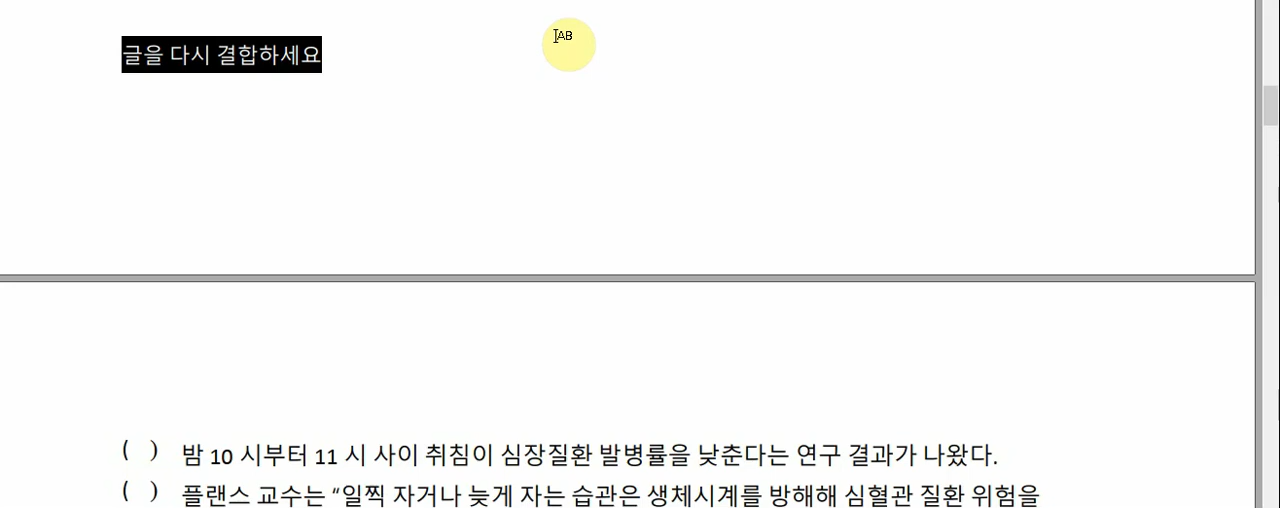 글을 다시 결합하세요
AB
( ) 밤 10 시부터 11 시 사이 취침이 심장질환 발병률을 낮춘다는 연구 결과가 나왔다.
( ) 플랜스 교수는 “일찍 자거나 늦게 자는 습관은 생체시계를 방해해 심혈관 질환 위험을